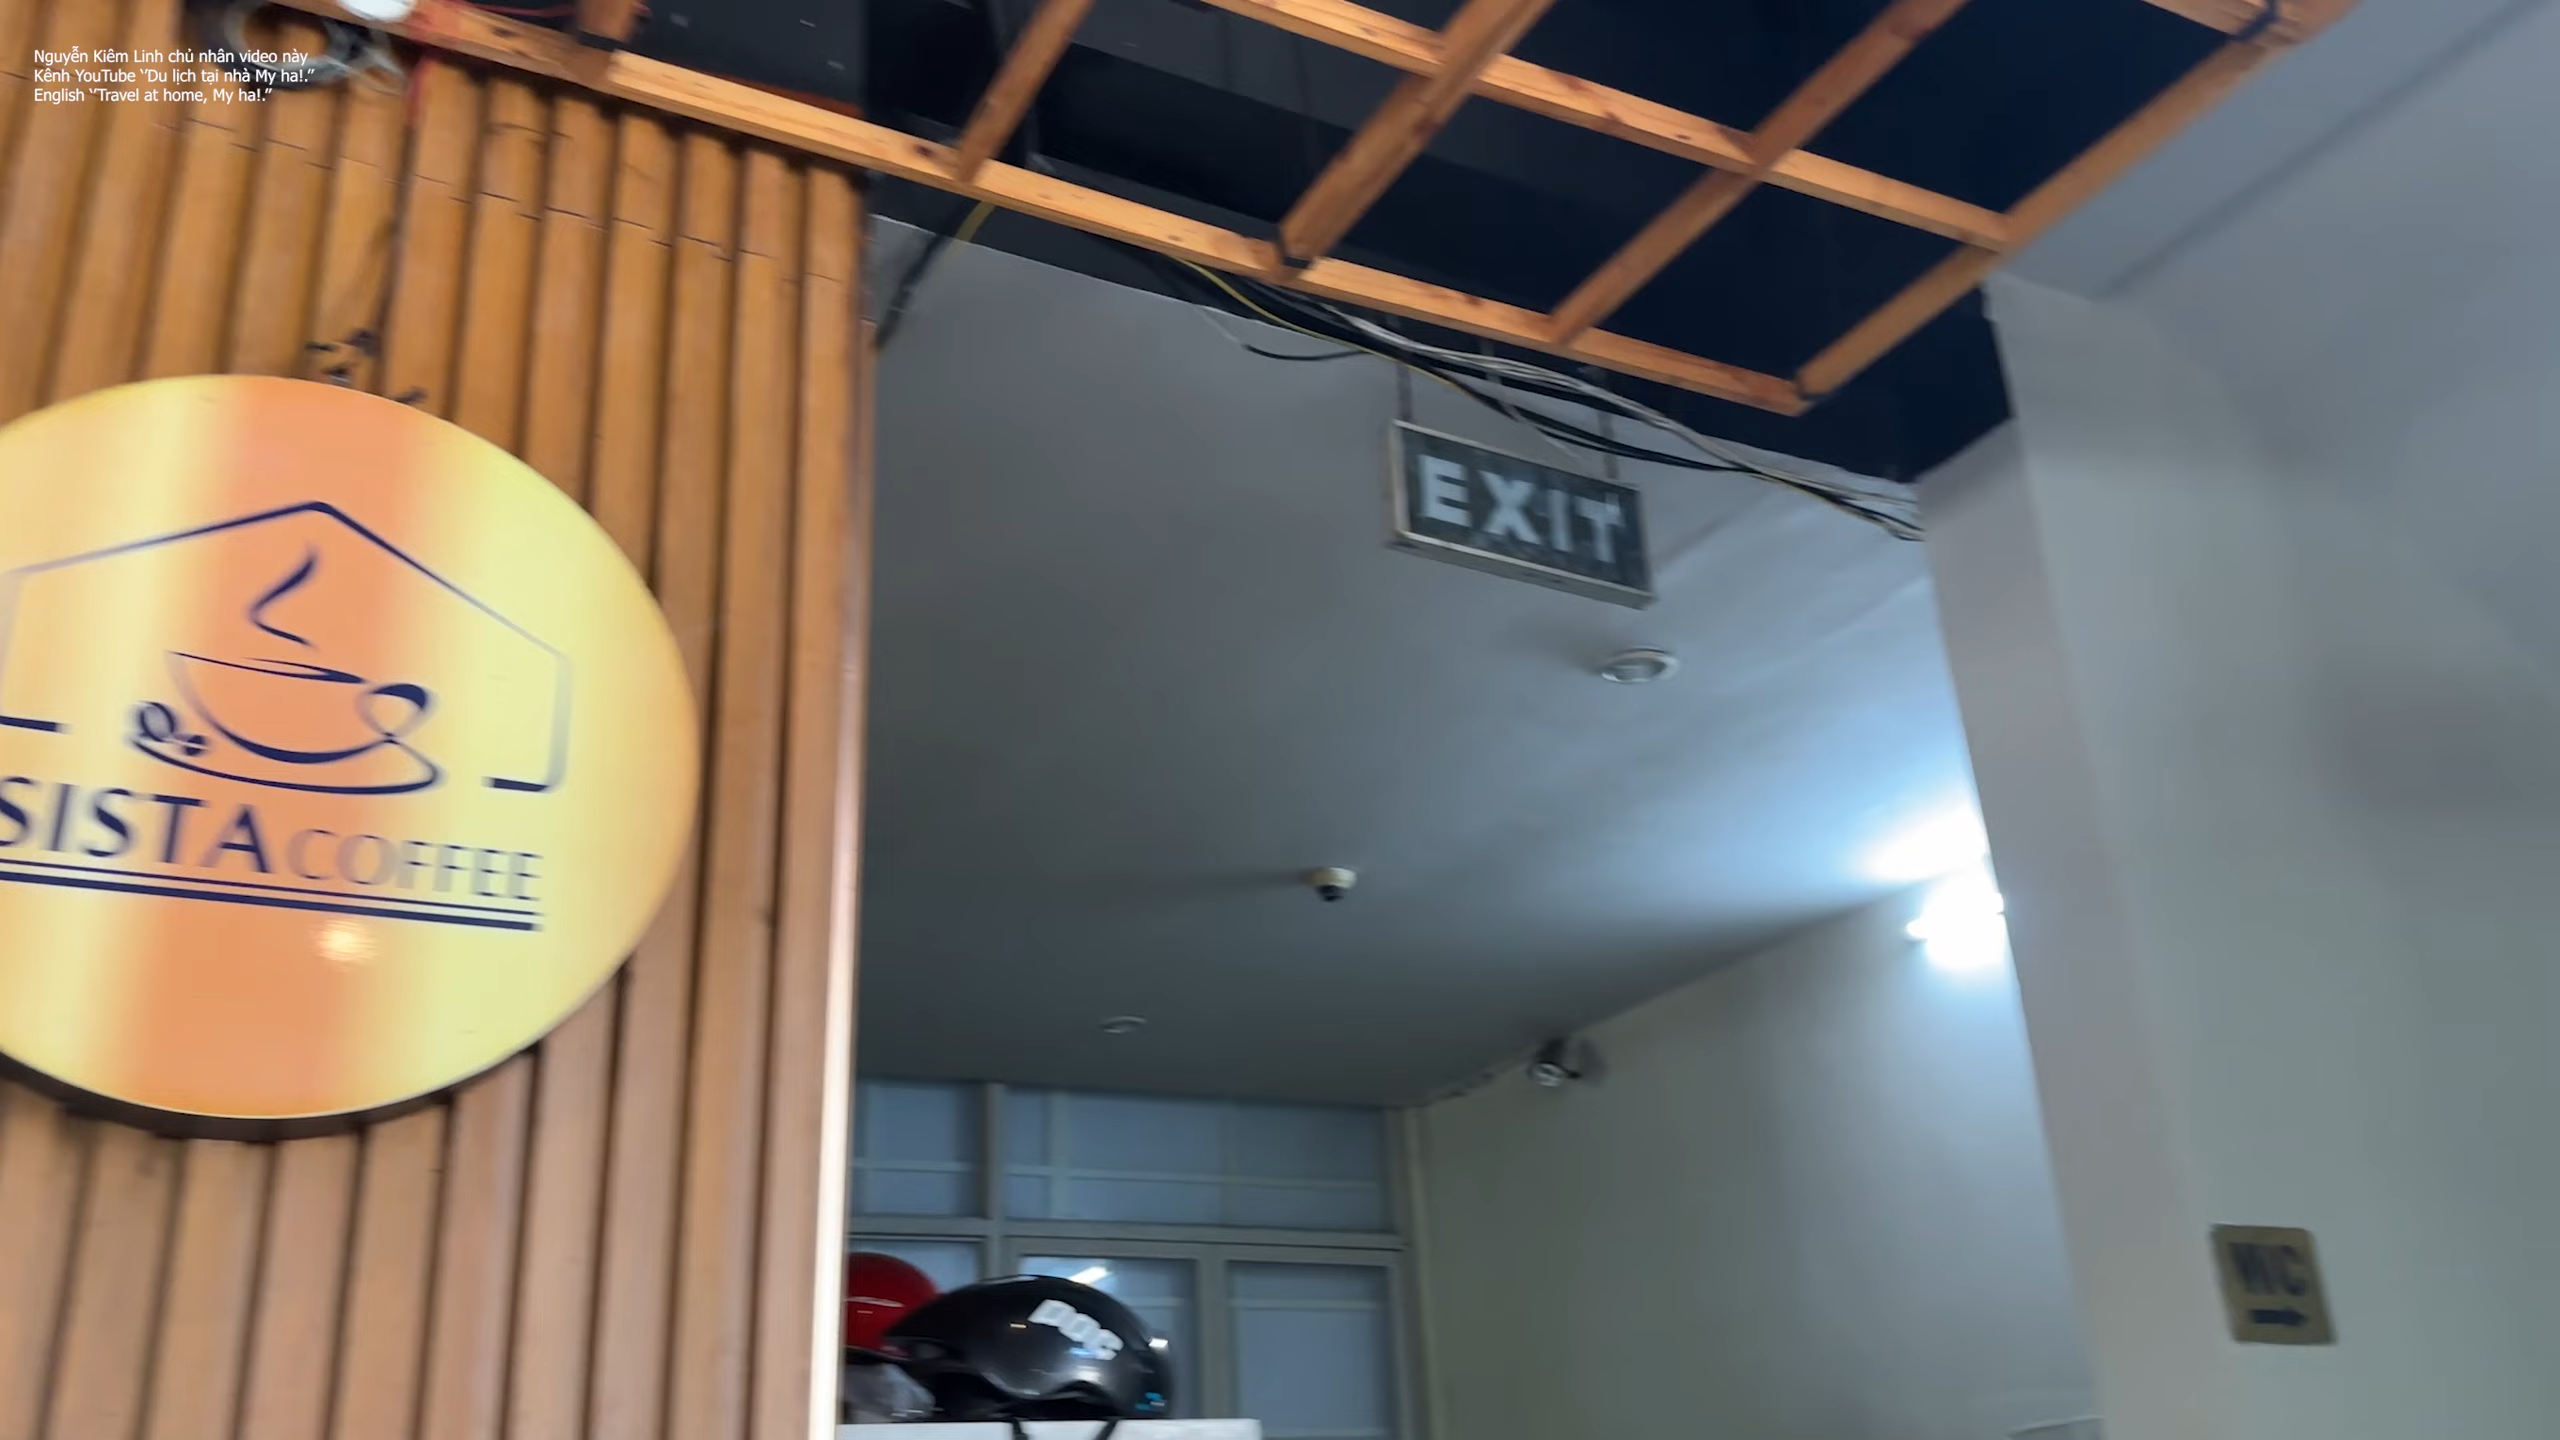 Nguyễn Kiêm Linh chủ nhân video này
Kênh YouTube “Du lịch tại nhà My ha!.”
English “Travel at home, My ha!.”
EXIT
SISTA COFFEE
WC